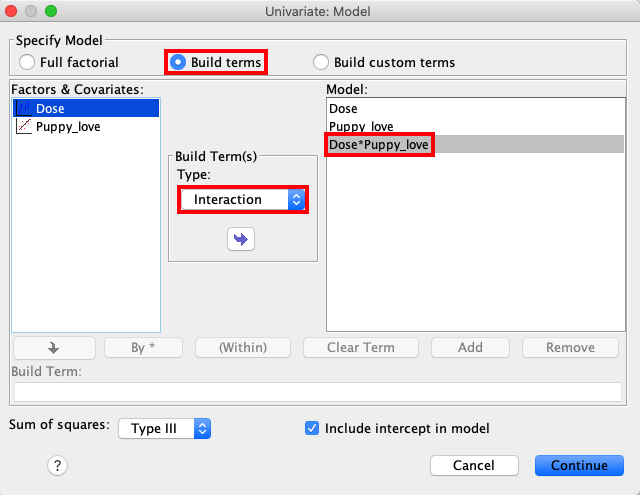 Univariate: Model
Specify Model
Full factorial
Build terms
Build custom terms
Factors & Covariates:
Dose
Puppy_love
Build Term(s)
Type:
Interaction
Model:
Dose
Puppy_love
Dose*Puppy_love
By *
(Within)
Clear Term
Add
Remove
Build Term:
Sum of squares:
Type III
Include intercept in model
?
Cancel
Continue